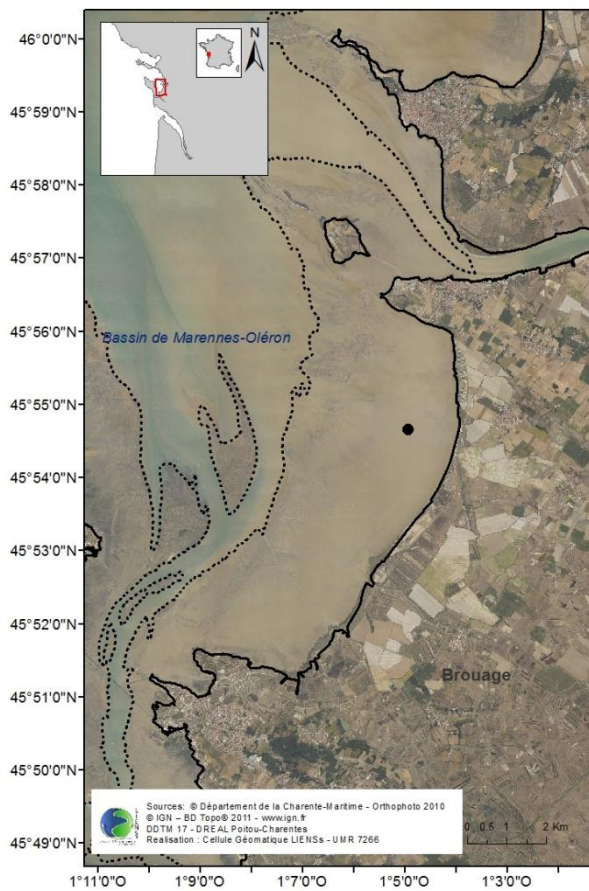 46°0'0"N
N
45°59'0"N
45°58'0"N
45°57'0"N
45°56'0"N
Bassin de Marennes-Oléron
45°55'0"N
45°54'0"N
45°53'0"N
45°52'0"N
45°51'0"N
Brouage
45°50'0"N
Sources: © Département de la Charente-Maritime - Orthophoto 2010
© IGN – BD Topo® 2011 - www.ign.fr
DDTM 17 - DREAL Poitou-Charentes
Realisation : Cellule Géomatique LIENSs - UMR 7266
0 0.5 1 2 Km
45°49'0"N
1°11'0"O 1°9'0"O 1°7'0"O 1°5'0"O 1°3'0"O